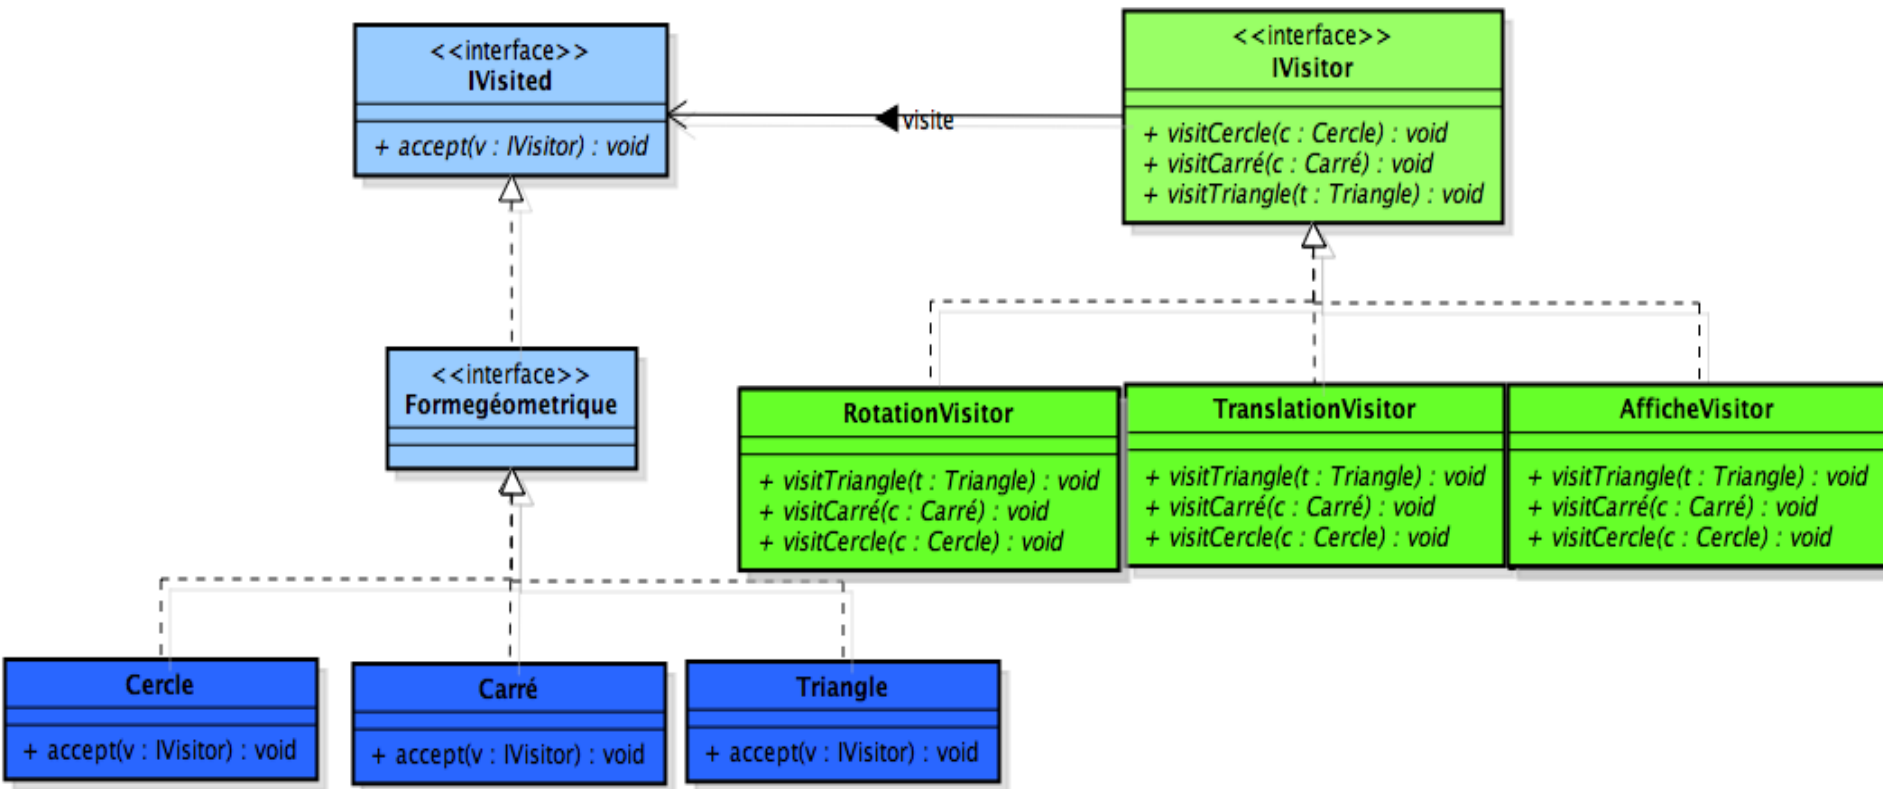 <<interface>>
IVisited
+ accept(v : IVisitor) : void
visite
<<interface>>
IVisitor
+ visitCercle(c : Cercle) : void
+ visitCarré(c : Carré) : void
+ visitTriangle(t : Triangle) : void
<<interface>>
Formegéometrique
RotationVisitor
+ visitTriangle(t : Triangle) : void
+ visitCarré(c : Carré) : void
+ visitCercle(c : Cercle) : void
TranslationVisitor
+ visitTriangle(t : Triangle) : void
+ visitCarré(c : Carré) : void
+ visitCercle(c : Cercle) : void
AfficheVisitor
+ visitTriangle(t : Triangle) : void
+ visitCarré(c : Carré) : void
+ visitCercle(c : Cercle) : void
Cercle
+ accept(v : IVisitor) : void
Carré
+ accept(v : IVisitor) : void
Triangle
+ accept(v : IVisitor) : void